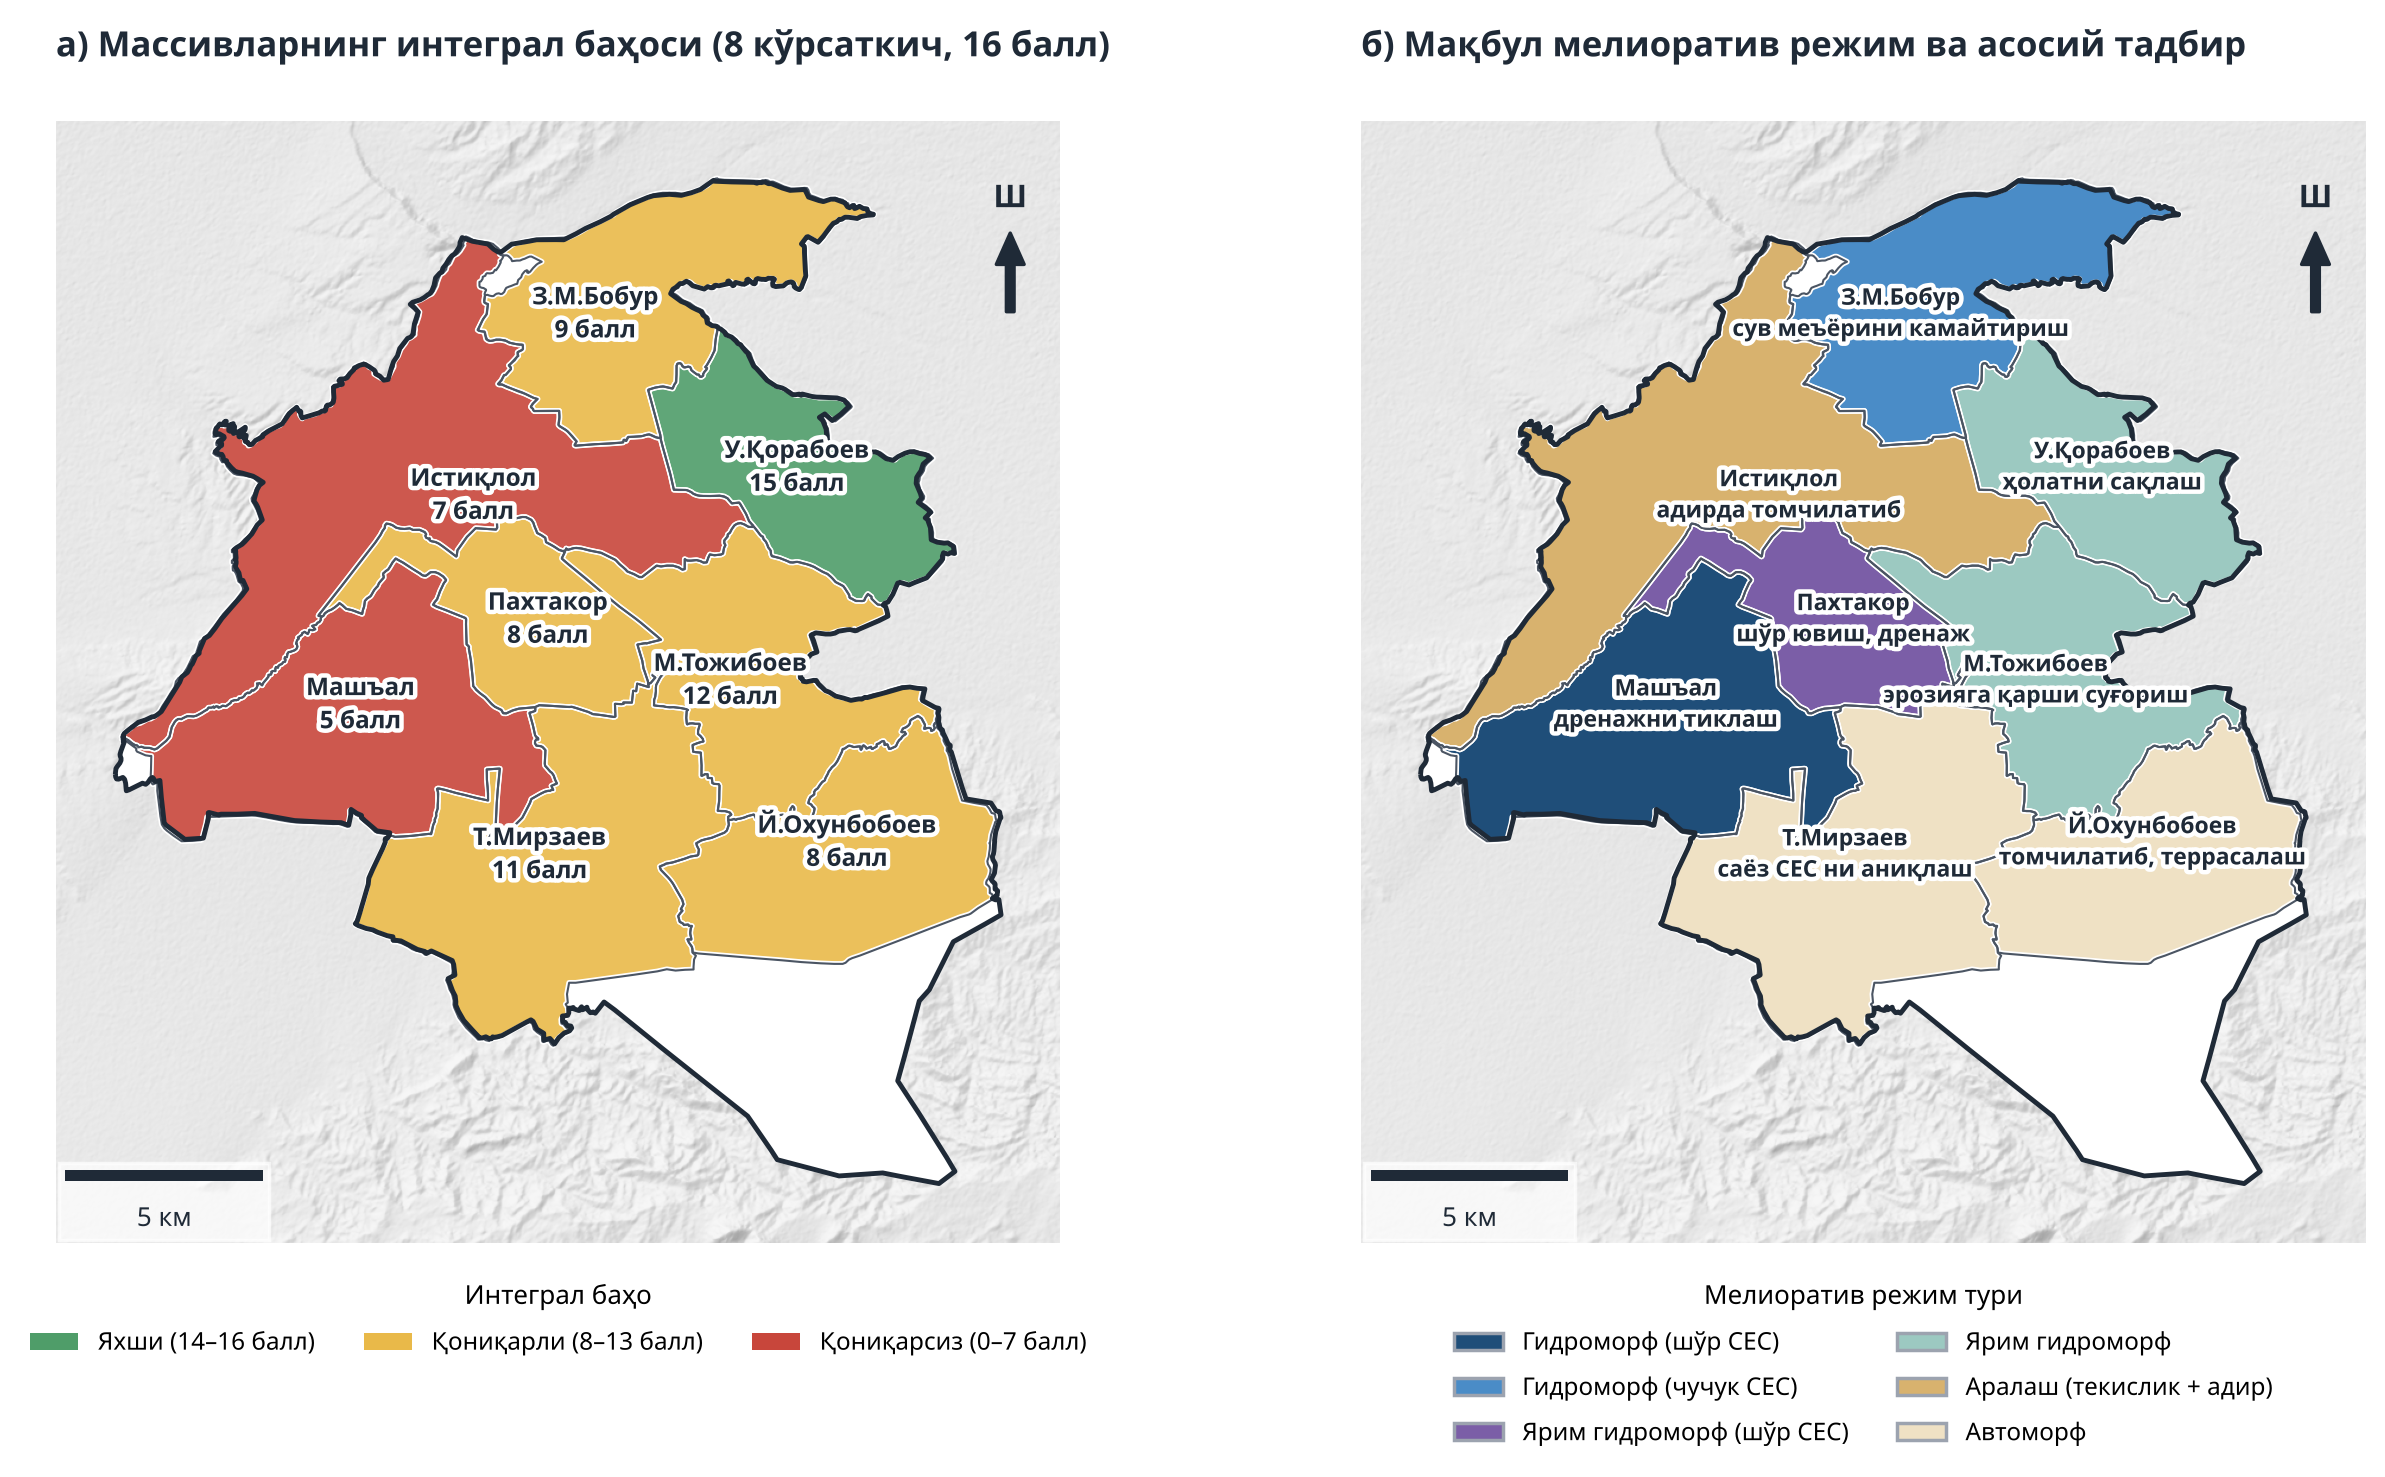 а) Массивларнинг интеграл баҳоси (8 кўрсаткич, 16 балл)
Ш
З.М.Бобур
9 балл
У.Қорабоев
15 балл
Истиқлол
7 балл
Пахтакор
8 балл
М.Тожибоев
12 балл
Машъал
5 балл
Й.Охунбобоев
8 балл
Т.Мирзаев
11 балл
5 км
Интеграл баҳо
Яхши (14–16 балл)
Қониқарли (8–13 балл)
Қониқарсиз (0–7 балл)
б) Мақбул мелиоратив режим ва асосий тадбир
Ш
З.М.Бобур
сув меъёрини камайтириш
У.Қорабоев
ҳолатни сақлаш
Истиқлол
адирда томчилатиб
Пахтакор
шўр ювиш, дренаж
М.Тожибоев
эрозияга қарши суғориш
Машъал
дренажни тиклаш
Й.Охунбобоев
томчилатиб, террасалаш
Т.Мирзаев
саёз СЕС ни аниқлаш
5 км
Мелиоратив режим тури
Гидроморф (шўр СЕС)
Гидроморф (чучук СЕС)
Ярим гидроморф (шўр СЕС)
Ярим гидроморф
Аралаш (текислик + адир)
Автоморф